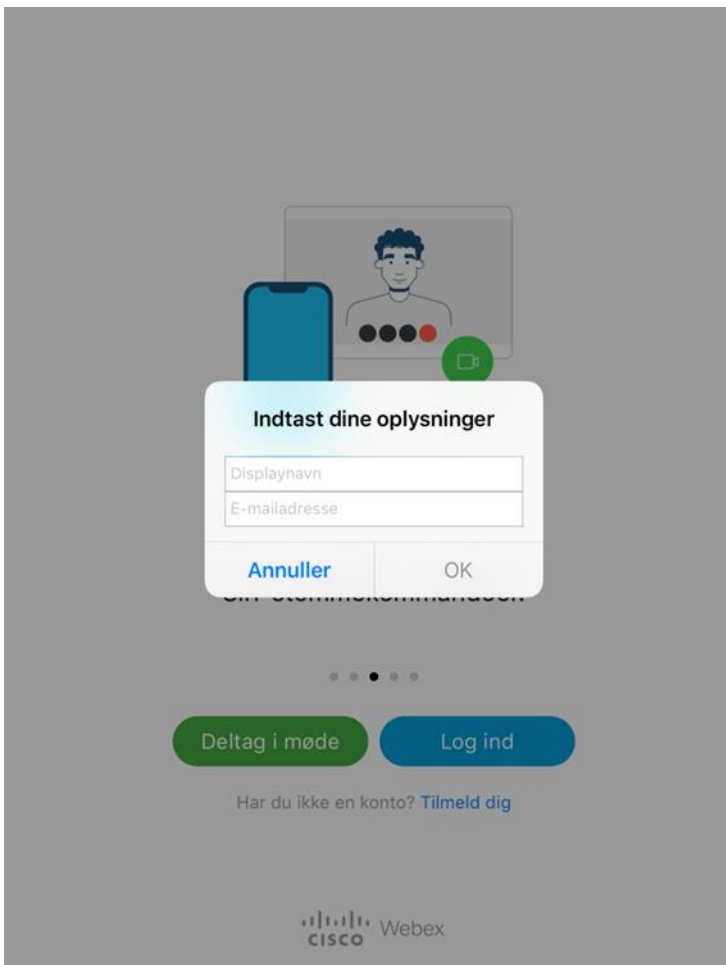 Indtast dine oplysninger
Displaynavn
E-mailadresse
Annuller
OK
Deltag i møde
Log ind
Har du ikke en konto? Tilmeld dig
CISCO Webex